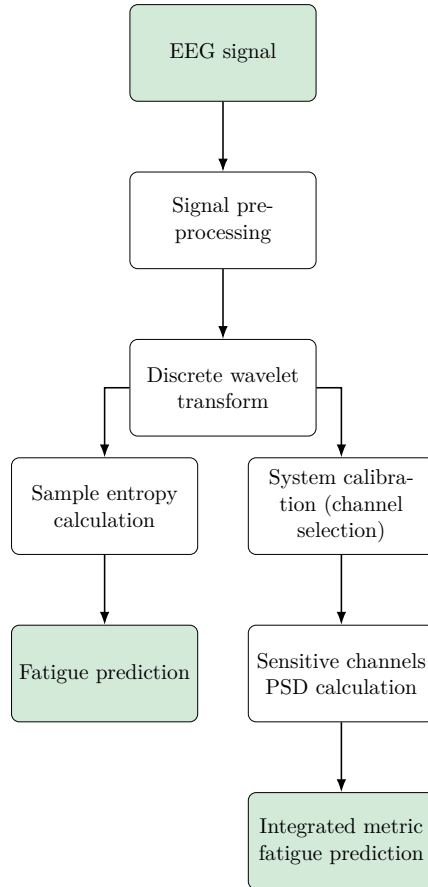 EEG signal
Signal pre-
processing
Discrete wavelet
transform
Sample entropy
calculation
System calibra-
tion (channel
selection)
Fatigue prediction
Sensitive channels
PSD calculation
Integrated metric
fatigue prediction